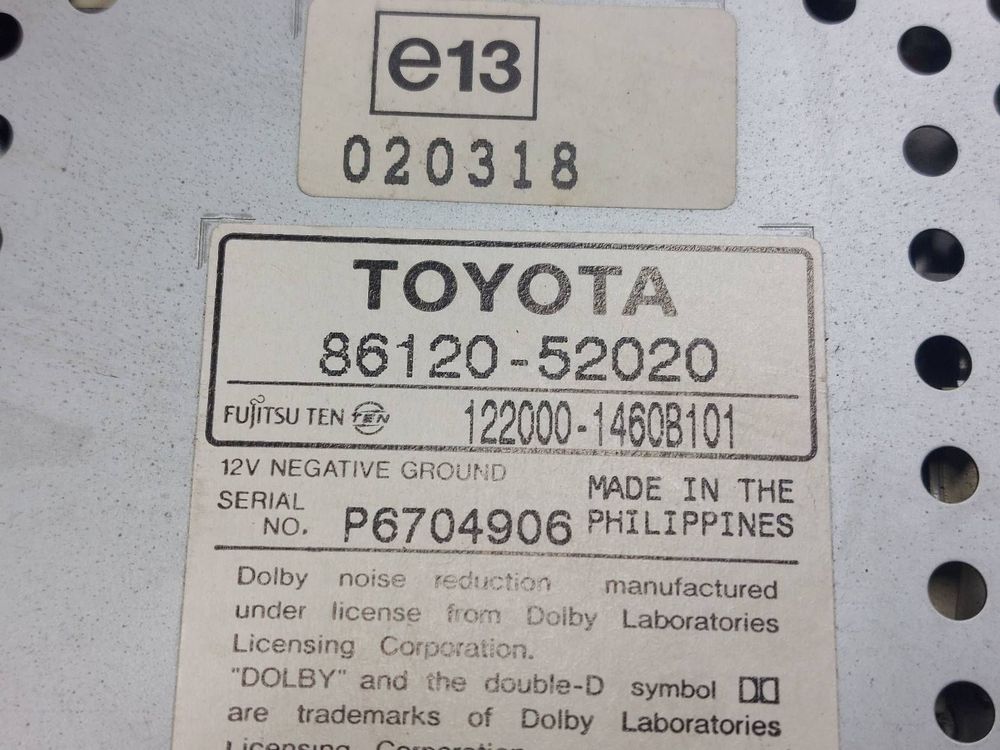 e13
020318
TOYOTA
86120-52020
FUJITSU TEN TEN 122000-1460B101
12V NEGATIVE GROUND
SERIAL NO. P6704906
MADE IN THE PHILIPPINES
Dolby noise reduction manufactured
under license from Dolby Laboratories
Licensing Corporation.
"DOLBY" and the double-D symbol
are trademarks of Dolby Laboratories
Licensing Corporation.